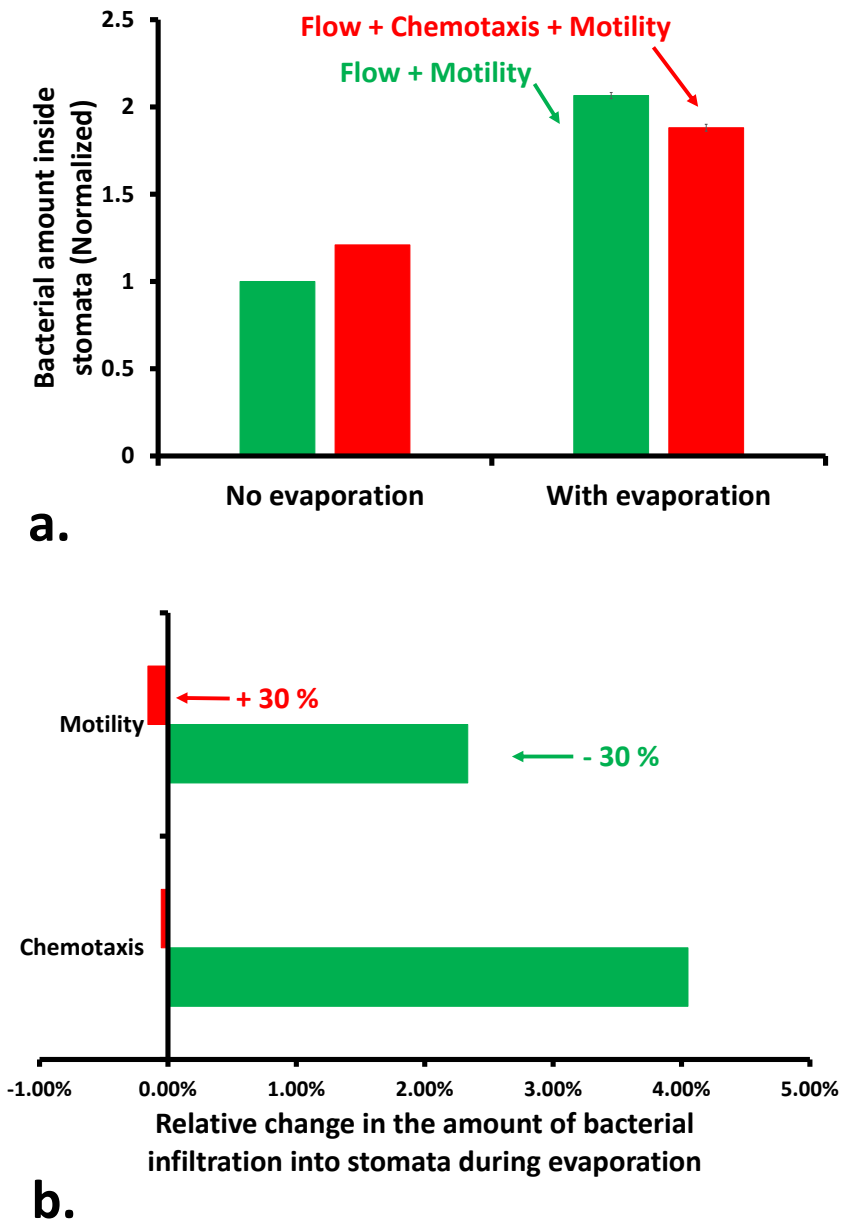 2.5
Flow + Chemotaxis + Motility
Flow + Motility
2
1.5
1
0.5
0
Bacterial amount inside
stomata (Normalized)
No evaporation
With evaporation
a.
+ 30 %
Motility
- 30 %
Chemotaxis
-1.00%
0.00%
1.00%
2.00%
3.00%
4.00%
5.00%
Relative change in the amount of bacterial
infiltration into stomata during evaporation
b.